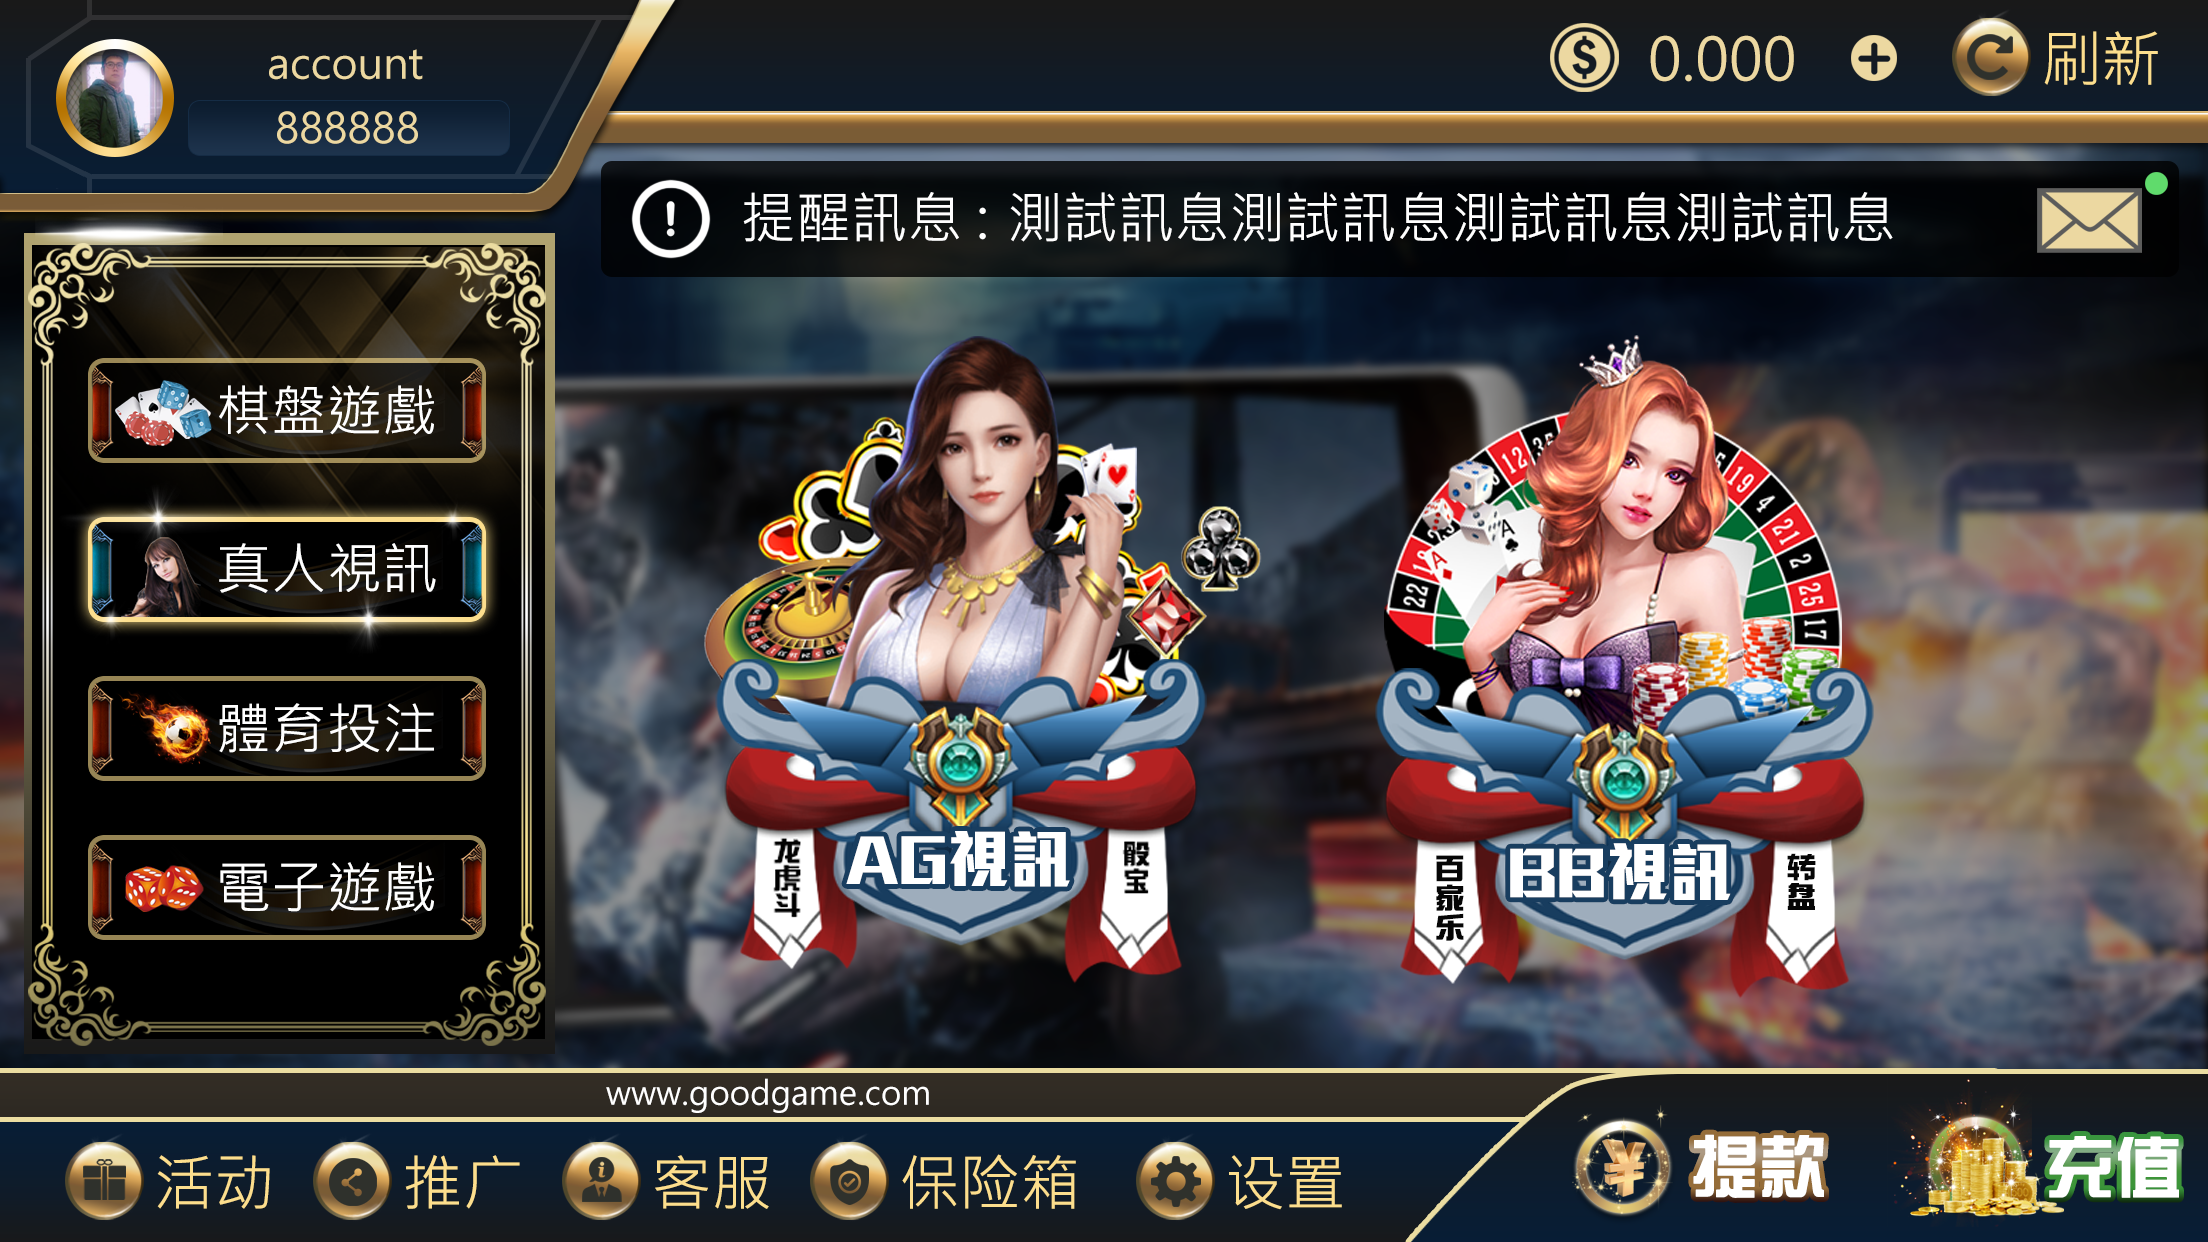 account
888888
0.000
刷新
提醒訊息：測試訊息測試訊息測試訊息測試訊息
棋盤遊戲
真人視訊
體育投注
電子遊戲
龙虎斗
AG視訊
骰宝
百家乐
BB視訊
转盘
www.goodgame.com
活动
推广
客服
保险箱
设置
提款
充值